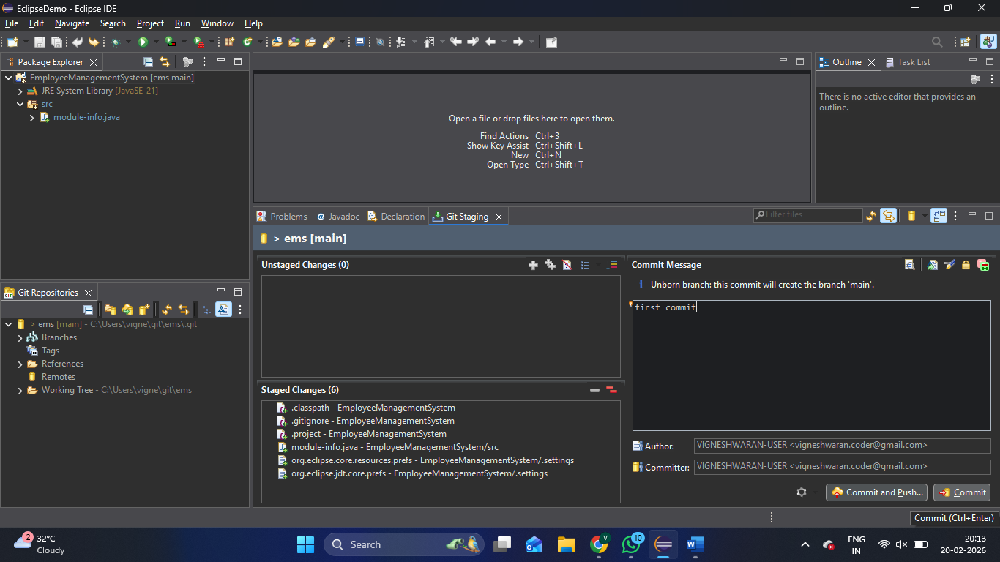 EclipseDemo - Eclipse IDE
File Edit Navigate Search Project Run Window Help
Package Explorer
EmployeeManagementSystem [ems main]
JRE System Library [JavaSE-21]
src
module-info.java
Open a file or drop files here to open them.
Find Actions Ctrl+3
Show Key Assist Ctrl+Shift+L
New Ctrl+N
Open Type Ctrl+Shift+T
Outline
Task List
There is no active editor that provides an
outline.
Git Repositories
> ems [main] - C:\Users\vigne\git\ems\.git
Branches
Tags
References
Remotes
Working Tree - C:\Users\vigne\git\ems
Problems
Javadoc
Declaration
Git Staging
Filter files
> ems [main]
Unstaged Changes (0)
Staged Changes (6)
.classpath - EmployeeManagementSystem
.gitignore - EmployeeManagementSystem
.project - EmployeeManagementSystem
module-info.java - EmployeeManagementSystem/src
org.eclipse.core.resources.prefs - EmployeeManagementSystem/.settings
org.eclipse.jdt.core.prefs - EmployeeManagementSystem/.settings
Commit Message
Unborn branch: this commit will create the branch 'main'.
first commit
Author: VIGNESHWARAN-USER <vigneshwaran.coder@gmail.com>
Committer: VIGNESHWARAN-USER <vigneshwaran.coder@gmail.com>
Commit and Push...
Commit
Commit (Ctrl+Enter)
2
32°C
Cloudy
Search
V
10
ENG
IN
20:13
20-02-2026